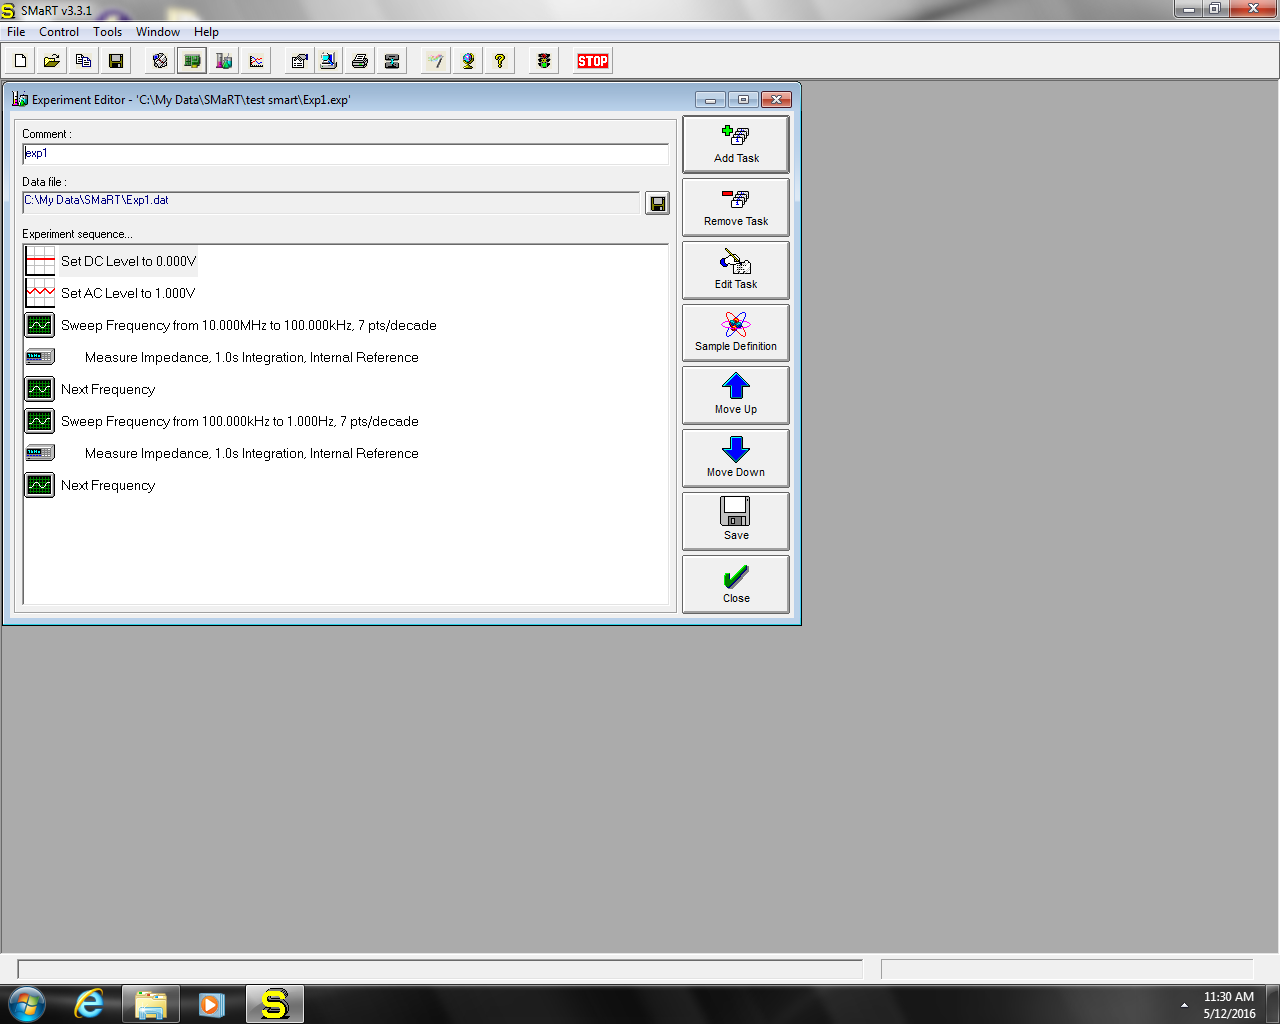 SMaRT v3.3.1
File Control Tools Window Help
STOP
Experiment Editor - 'C:\My Data\SMaRT\test smart\Exp1.exp'
Comment :
exp1
Data file :
C:\My Data\SMaRT\Exp1.dat
Experiment sequence...
Set DC Level to 0.000V
Set AC Level to 1.000V
Sweep Frequency from 10.000MHz to 100.000kHz, 7 pts/decade
Measure Impedance, 1.0s Integration, Internal Reference
Next Frequency
Sweep Frequency from 100.000kHz to 1.000Hz, 7 pts/decade
Measure Impedance, 1.0s Integration, Internal Reference
Next Frequency
Add Task
Remove Task
Edit Task
Sample Definition
Move Up
Move Down
Save
Close
11:30 AM
5/12/2016